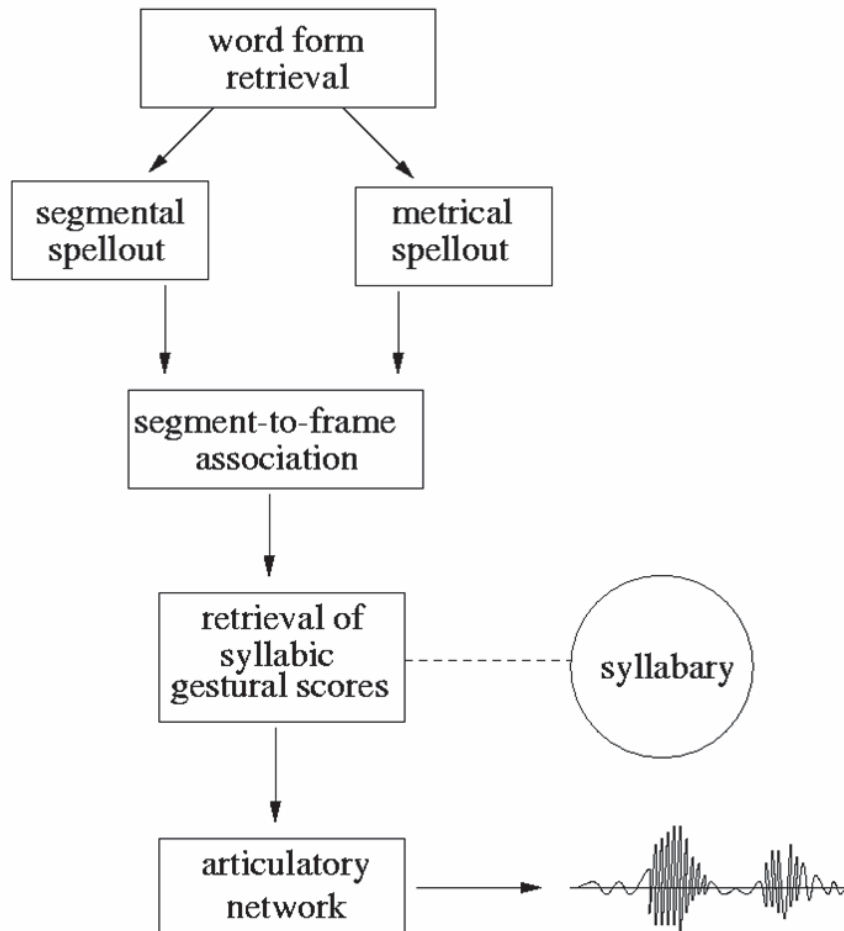 word form
retrieval
segmental
spellout
metrical
spellout
segment-to-frame
association
retrieval of
syllabic
gestural scores
syllabary
articulatory
network